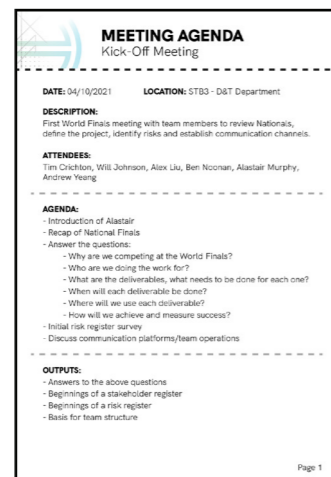 MEETING AGENDA
Kick-Off Meeting
DATE: 04/10/2021 LOCATION: STB3 - D&T Department
DESCRIPTION:
First World Finals meeting with team members to review Nationals,
define the project, identify risks and establish communication channels.
ATTENDEES:
Tim Crichton, Will Johnson, Alex Liu, Ben Noonan, Alastair Murphy,
Andrew Yeang
AGENDA:
- Introduction of Alastair
- Recap of National Finals
- Answer the questions:
- Why are we competing at the World Finals?
- Who are we doing the work for?
- What are the deliverables, what needs to be done for each one?
- When will each deliverable be done?
- Where will we use each deliverable?
- How will we achieve and measure success?
- Initial risk register survey
- Discuss communication platforms/team operations
OUTPUTS:
- Answers to the above questions
- Beginnings of a stakeholder register
- Beginnings of a risk register
- Basis for team structure
Page 1